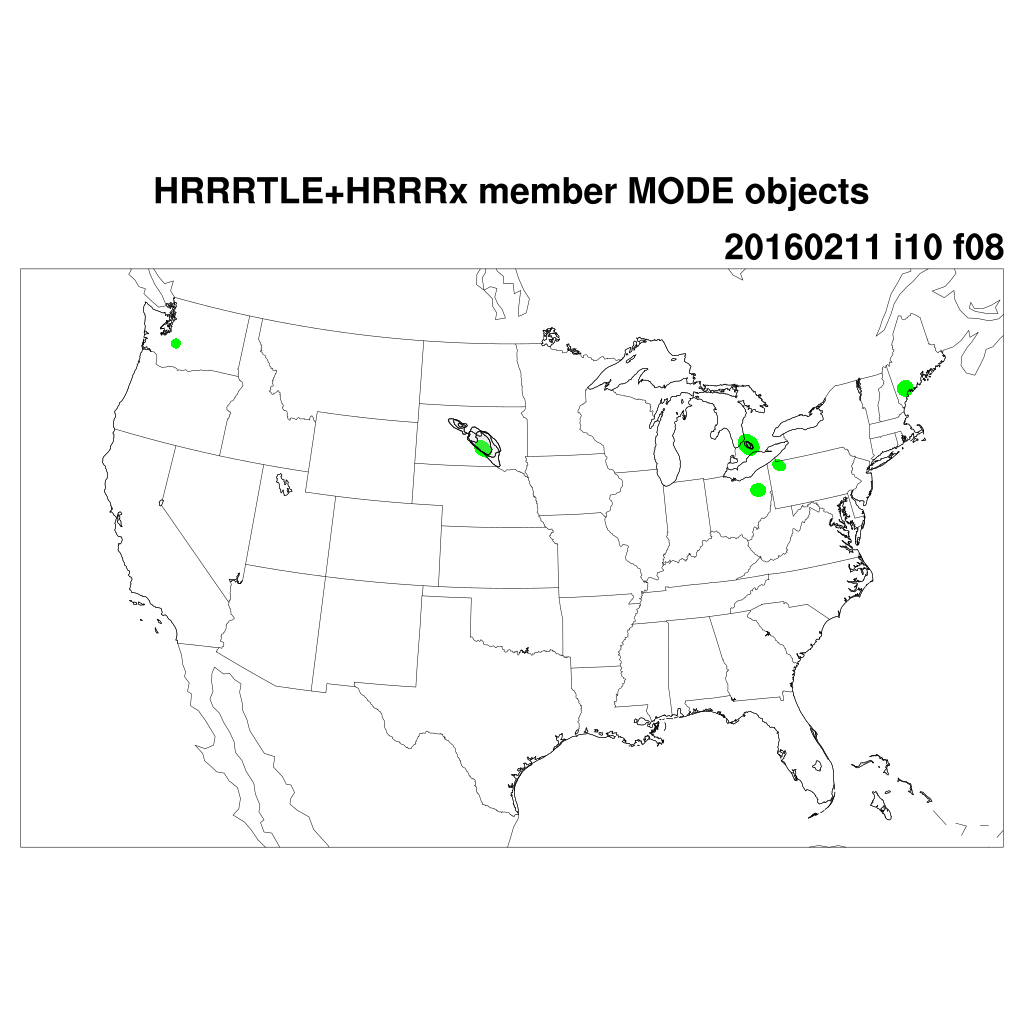 HRRRTLE+HRRRx member MODE objects
20160211 i10 f08